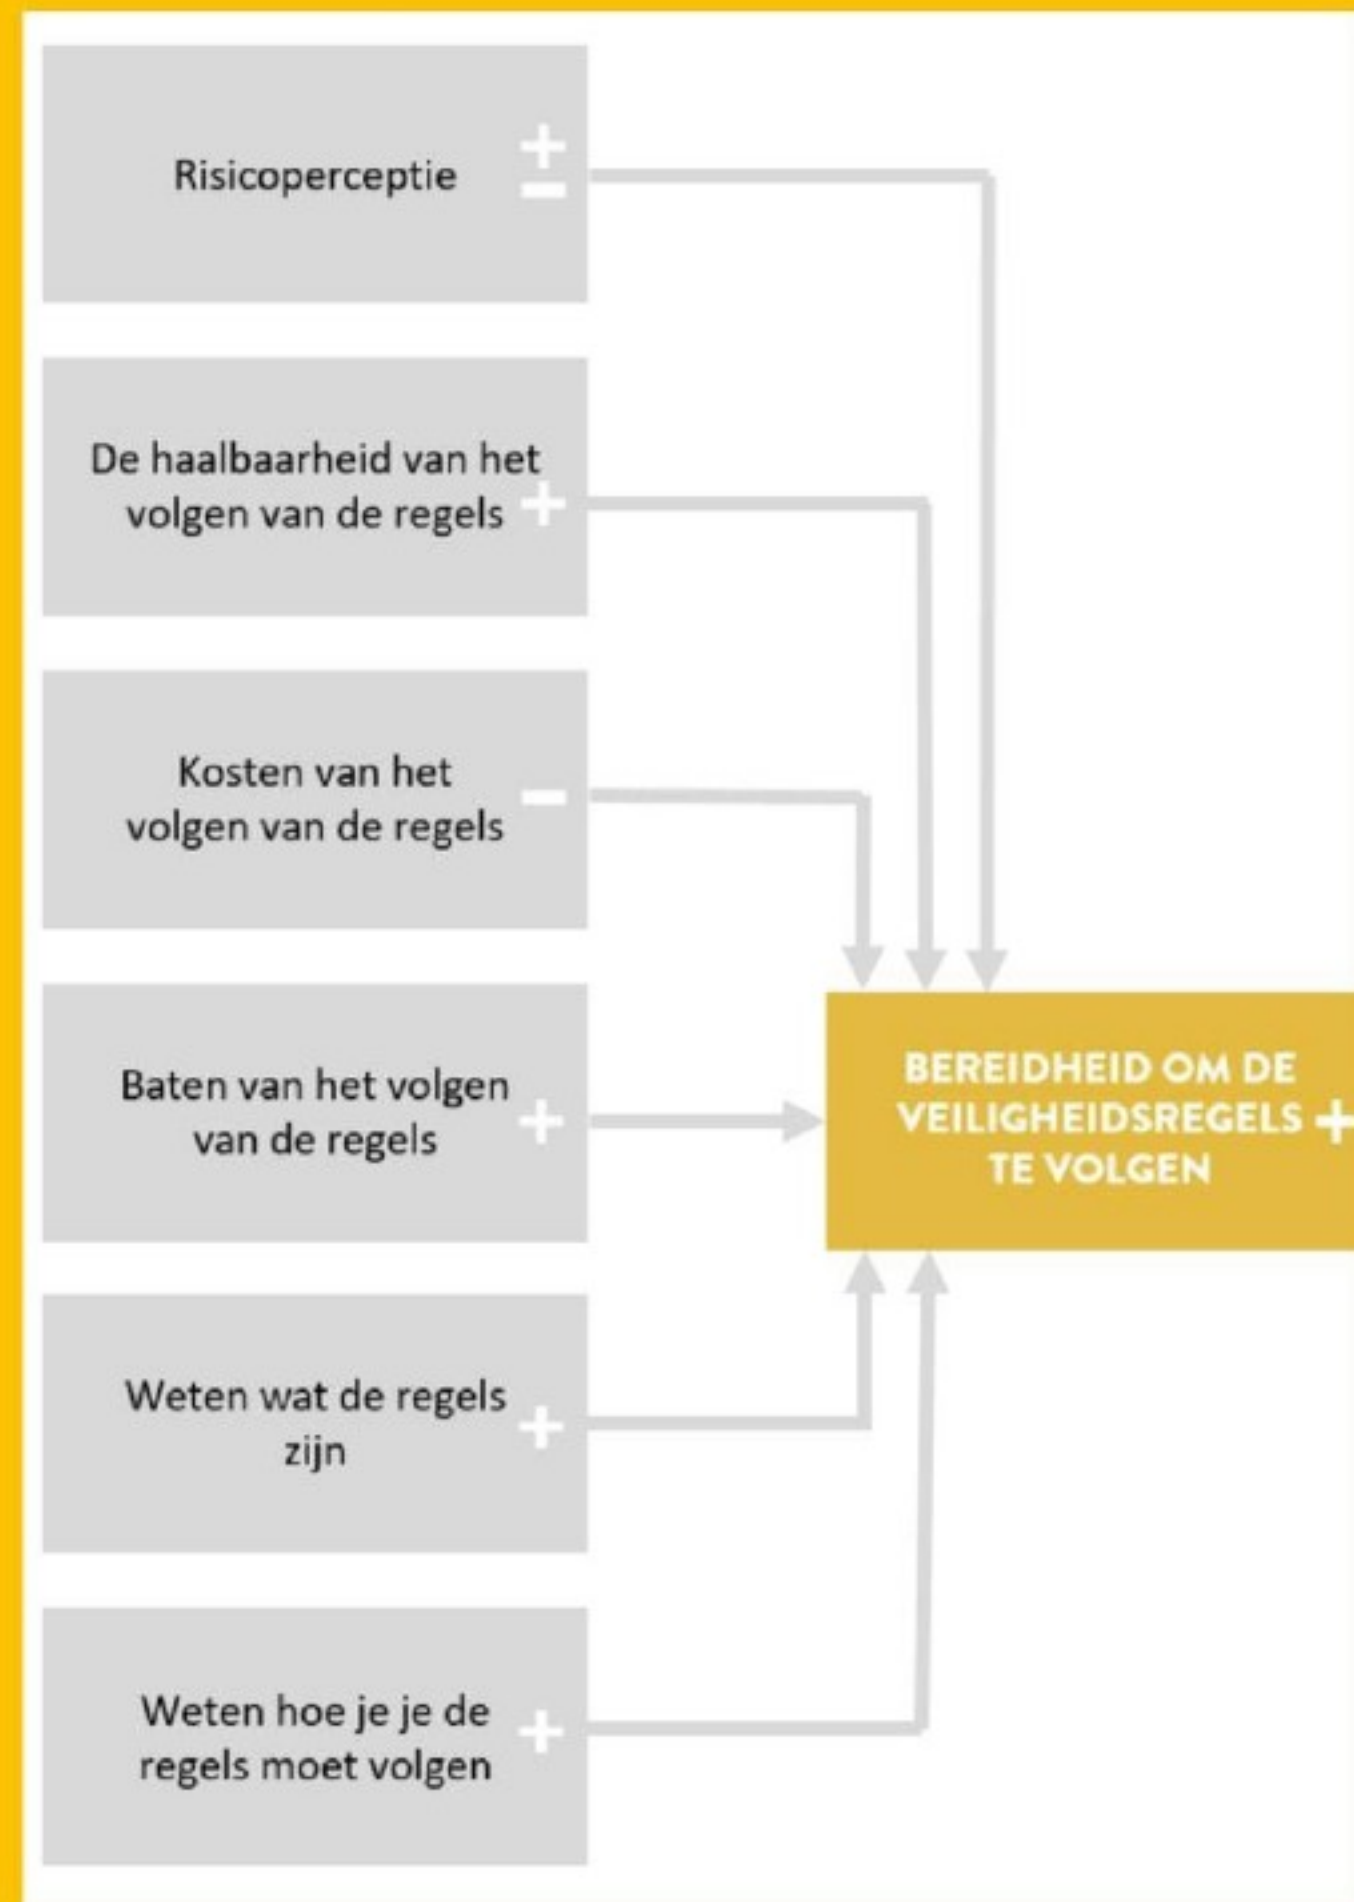 Risicoperceptie ±
De haalbaarheid van het
volgen van de regels +
Kosten van het
volgen van de regels −
Baten van het volgen
van de regels +
Weten wat de regels
zijn +
Weten hoe je je de
regels moet volgen +
BEREIDHEID OM DE
VEILIGHEIDSREGELS +
TE VOLGEN